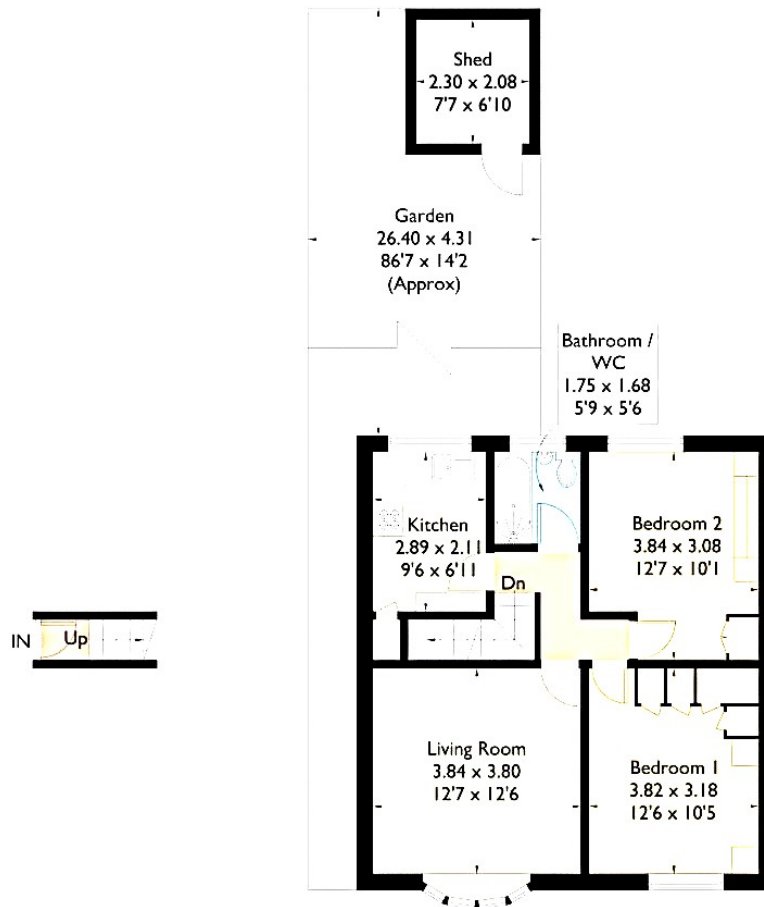 Shed
2.30 x 2.08
7'7 x 6'10
Garden
26.40 x 4.31
86'7 x 14'2
(Approx)
Bathroom /
WC
1.75 x 1.68
5'9 x 5'6
Kitchen
2.89 x 2.11
9'6 x 6'11
Bedroom 2
3.84 x 3.08
12'7 x 10'1
Dn
IN
Up
Living Room
3.84 x 3.80
12'7 x 12'6
Bedroom 1
3.82 x 3.18
12'6 x 10'5